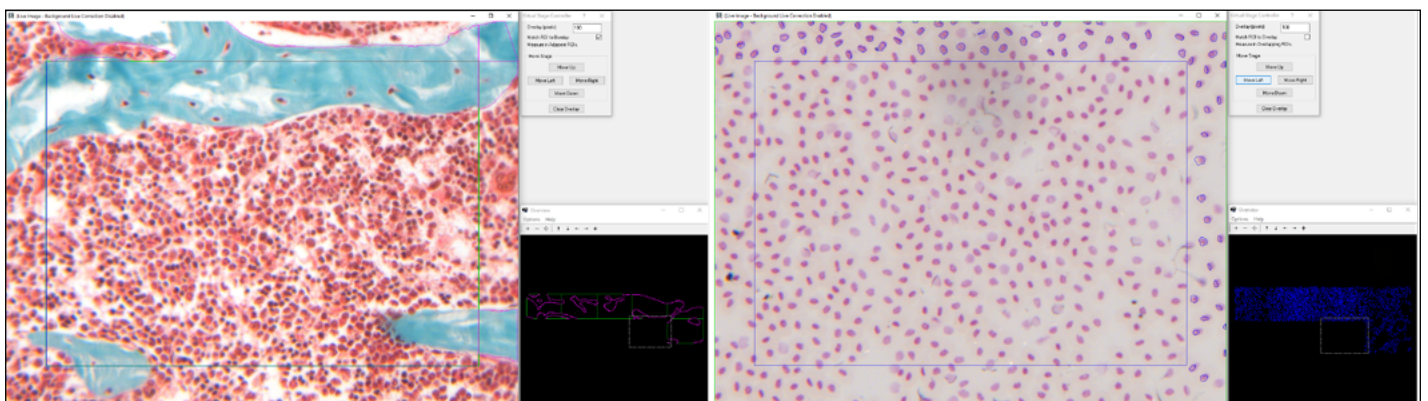 (Live Image - Background Live Correction Disabled)
Virtual Stage Controller ?
Overlay (pixels)
Match ROI to Overlay
Measure in Adjacent ROIs
Move Stage
Move Up
Move Left Move Right
Move Down
Clear Overlay
Overview
Options Help
(Live Image - Background Live Correction Disabled)
Virtual Stage Controller ?
Overlay (pixels)
Match ROI to Overlay
Measure in Overlapping ROIs
Move Stage
Move Up
Move Left Move Right
Move Down
Clear Overlay
Overview
Options Help